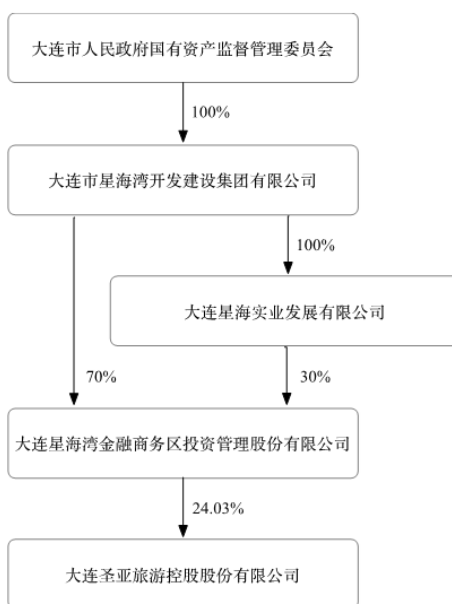 大连市人民政府国有资产监督管理委员会
100%
大连市星海湾开发建设集团有限公司
100%
大连星海实业发展有限公司
70%
30%
大连星海湾金融商务区投资管理股份有限公司
24.03%
大连圣亚旅游控股股份有限公司